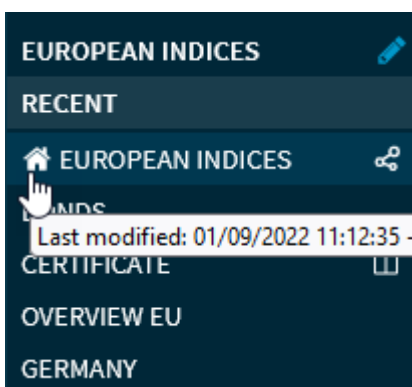 EUROPEAN INDICES
RECENT
EUROPEAN INDICES
Last modified: 01/09/2022 11:12:35 -
CERTIFICATE
OVERVIEW EU
GERMANY